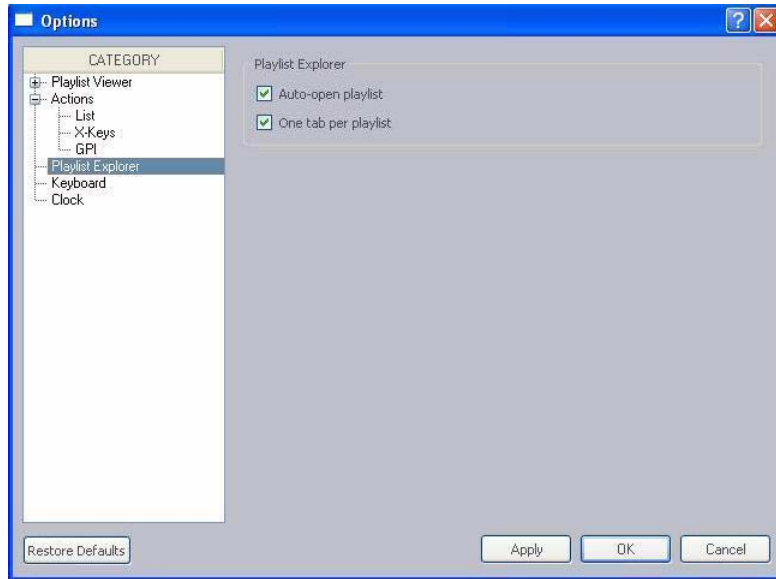 Options
CATEGORY
Playlist Viewer
Actions
List
X-Keys
GPI
Playlist Explorer
Keyboard
Clock
Playlist Explorer
Auto-open playlist
One tab per playlist
Restore Defaults
Apply
OK
Cancel